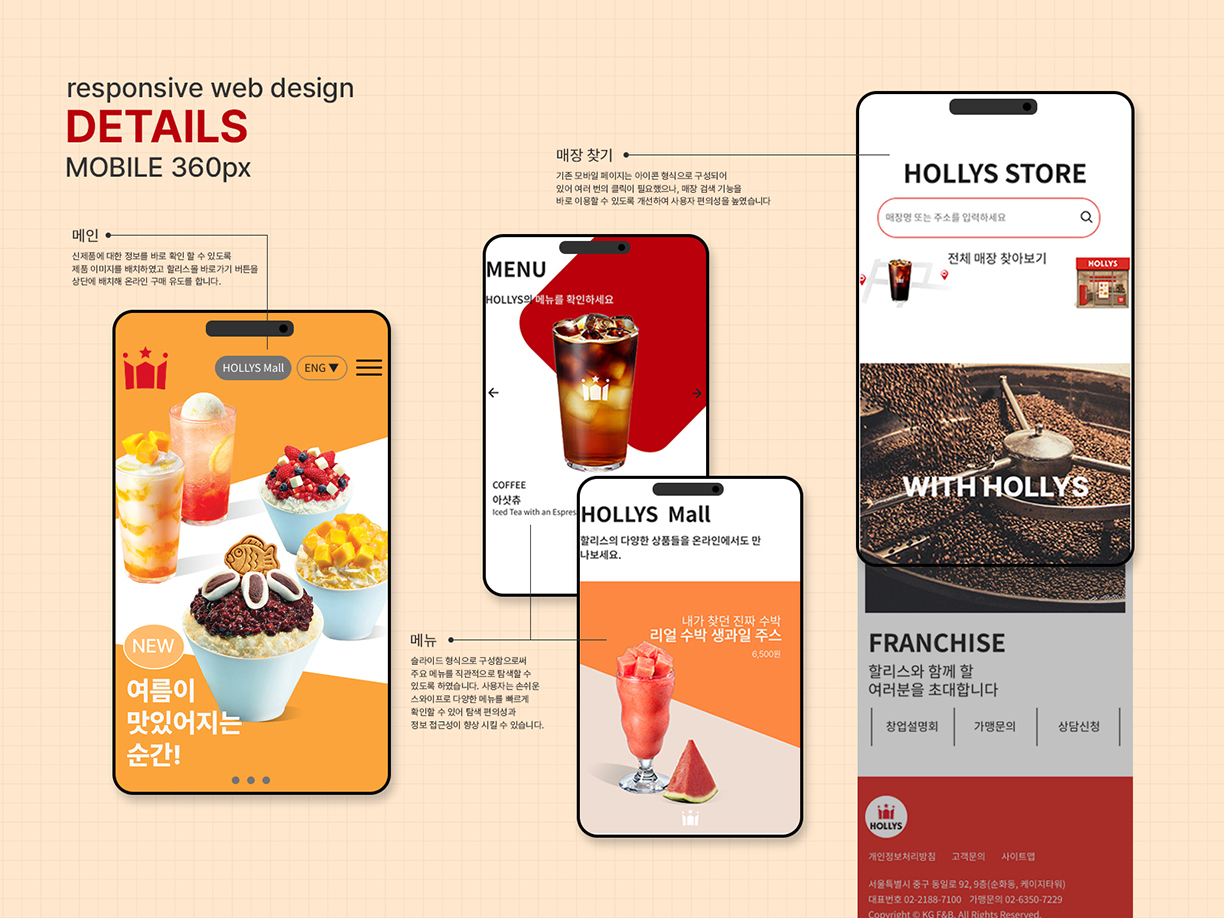 responsive web design
DETAILS
MOBILE 360px
메인
신제품에 대한 정보를 바로 확인 할 수 있도록
제품 이미지를 배치하였고 할리스몰 바로가기 버튼을
상단에 배치해 온라인 구매 유도를 합니다.
HOLLYS Mall
ENG ▼
NEW
여름이
맛있어지는
순간!
매장 찾기
기존 모바일 페이지는 아이콘 형식으로 구성되어
있어 여러 번의 클릭이 필요했으나, 매장 검색 기능을
바로 이용할 수 있도록 개선하여 사용자 편의성을 높였습니다
MENU
HOLLYS의 메뉴를 확인하세요
COFFEE
아샷츄
Iced Tea with an Espres
메뉴
슬라이드 형식으로 구성함으로써
주요 메뉴를 직관적으로 탐색할 수
있도록 하였습니다. 사용자는 손쉬운
스와이프로 다양한 메뉴를 빠르게
확인할 수 있어 탐색 편의성과
정보 접근성이 향상 시킬 수 있습니다.
HOLLYS Mall
할리스의 다양한 상품들을 온라인에서도 만
나보세요.
내가 찾던 진짜 수박
리얼 수박 생과일 주스
6,500원
HOLLYS STORE
매장명 또는 주소를 입력하세요
전체 매장 찾아보기
HOLLYS
WITH HOLLYS
FRANCHISE
할리스와 함께 할
여러분을 초대합니다
창업설명회 가맹문의 상담신청
HOLLYS
개인정보처리방침 고객문의 사이트맵
서울특별시 중구 통일로 92, 9층(순화동, 케이지타워)
대표번호 02-2188-7100 가맹문의 02-6350-7229
Copyright © KG F&B. All Rights Reserved.